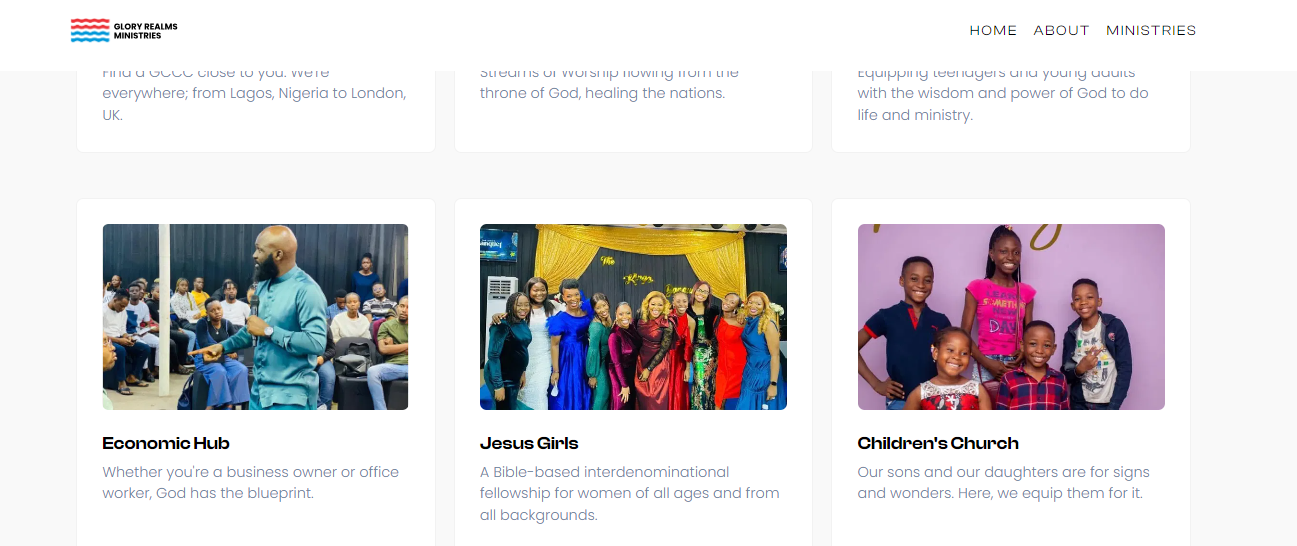 GLORY REALMS
MINISTRIES
HOME ABOUT MINISTRIES
Find a GCCC close to you. We're
everywhere; from Lagos, Nigeria to London,
UK.
Streams of Worship flowing from the
throne of God, healing the nations.
Equipping teenagers and young adults
with the wisdom and power of God to do
life and ministry.
Economic Hub
Whether you're a business owner or office
worker, God has the blueprint.
The
Kings
Jesus Girls
A Bible-based interdenominational
fellowship for women of all ages and from
all backgrounds.
Children's Church
Our sons and our daughters are for signs
and wonders. Here, we equip them for it.